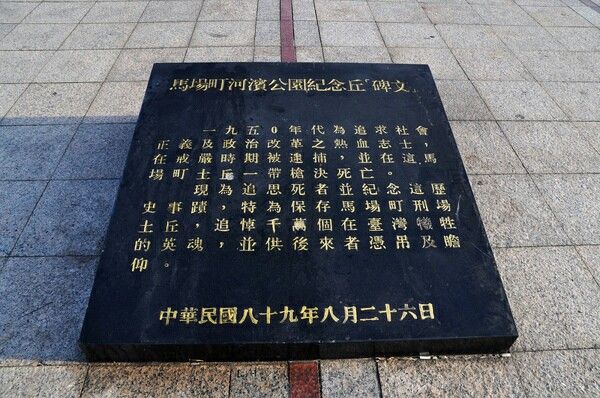 馬場町河濱公園紀念丘「碑文」
一九五0年代為追求社會
正義及政治改革之熱血志士，
在戒嚴時期被逮捕，並在這馬
場町土丘一帶槍決死亡。
現為追思死者並紀念這歷
史事蹟，特為保存馬場町刑場
土丘，追悼千萬個在臺灣犧牲
的英魂，並供後來者憑吊及瞻
仰。
中華民國八十九年八月二十六日